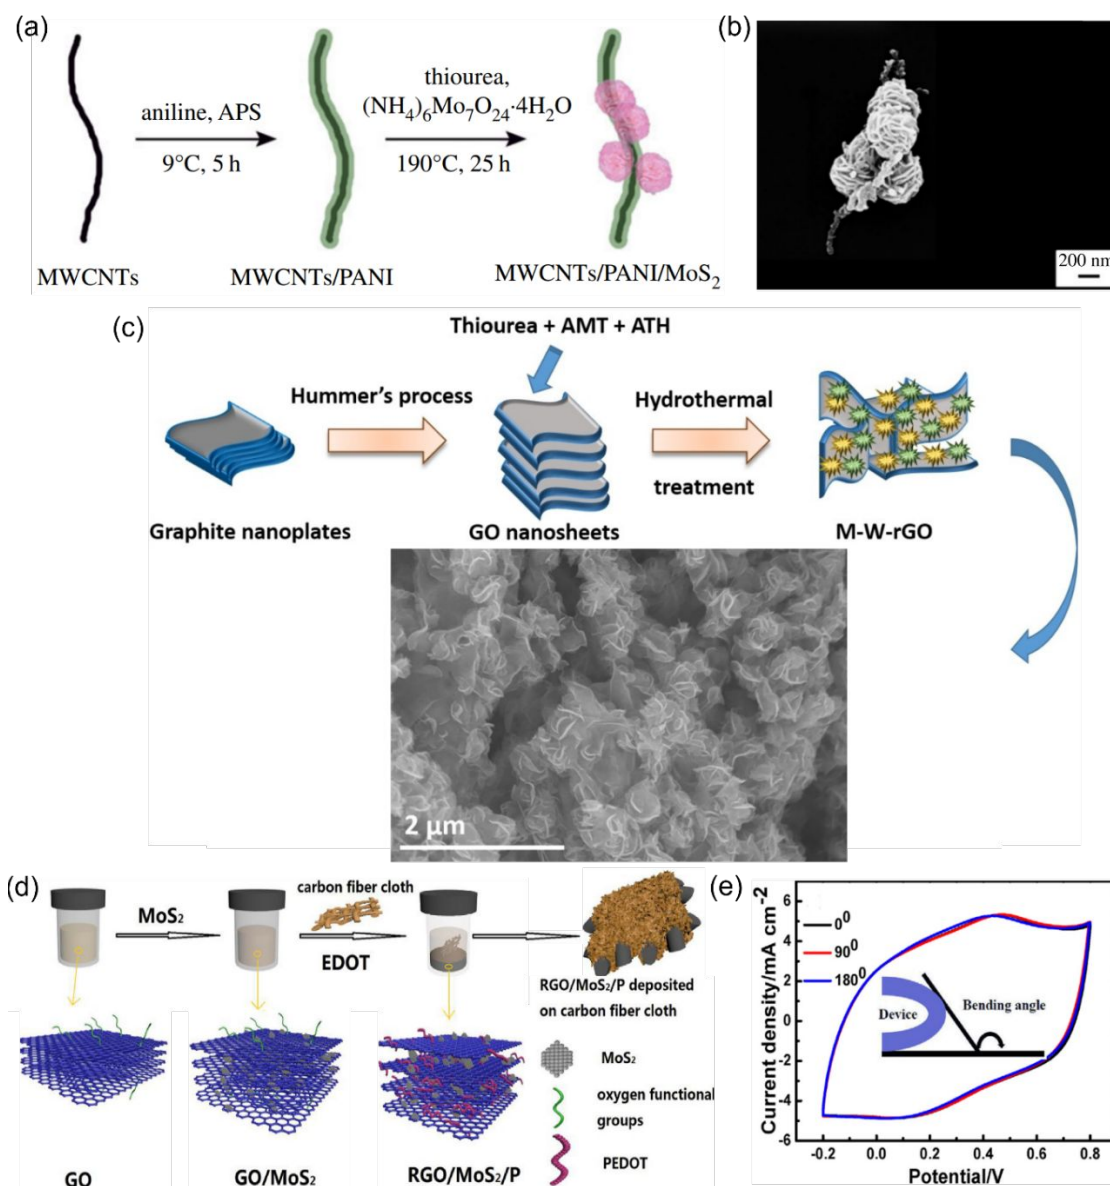 (a)
aniline, APS
9°C, 5 h
thiourea,
(NH₄)₆Mo₇O₂₄·4H₂O
190°C, 25 h
MWCNTs
MWCNTs/PANI
MWCNTs/PANI/MoS₂
(b)
200 nm
(c)
Thiourea + AMT + ATH
Hummer's process
Hydrothermal
treatment
Graphite nanoplates
GO nanosheets
M-W-rGO
2 μm
(d)
MoS₂
carbon fiber cloth
EDOT
RGO/MoS₂/P deposited
on carbon fiber cloth
MoS₂
oxygen functional
groups
PEDOT
GO
GO/MoS₂
RGO/MoS₂/P
(e)
Current density/mA cm⁻²
6
4
2
0
-2
-4
-6
0⁰
90⁰
180⁰
Device
Bending angle
-0.2
0.0
0.2
0.4
0.6
0.8
Potential/V